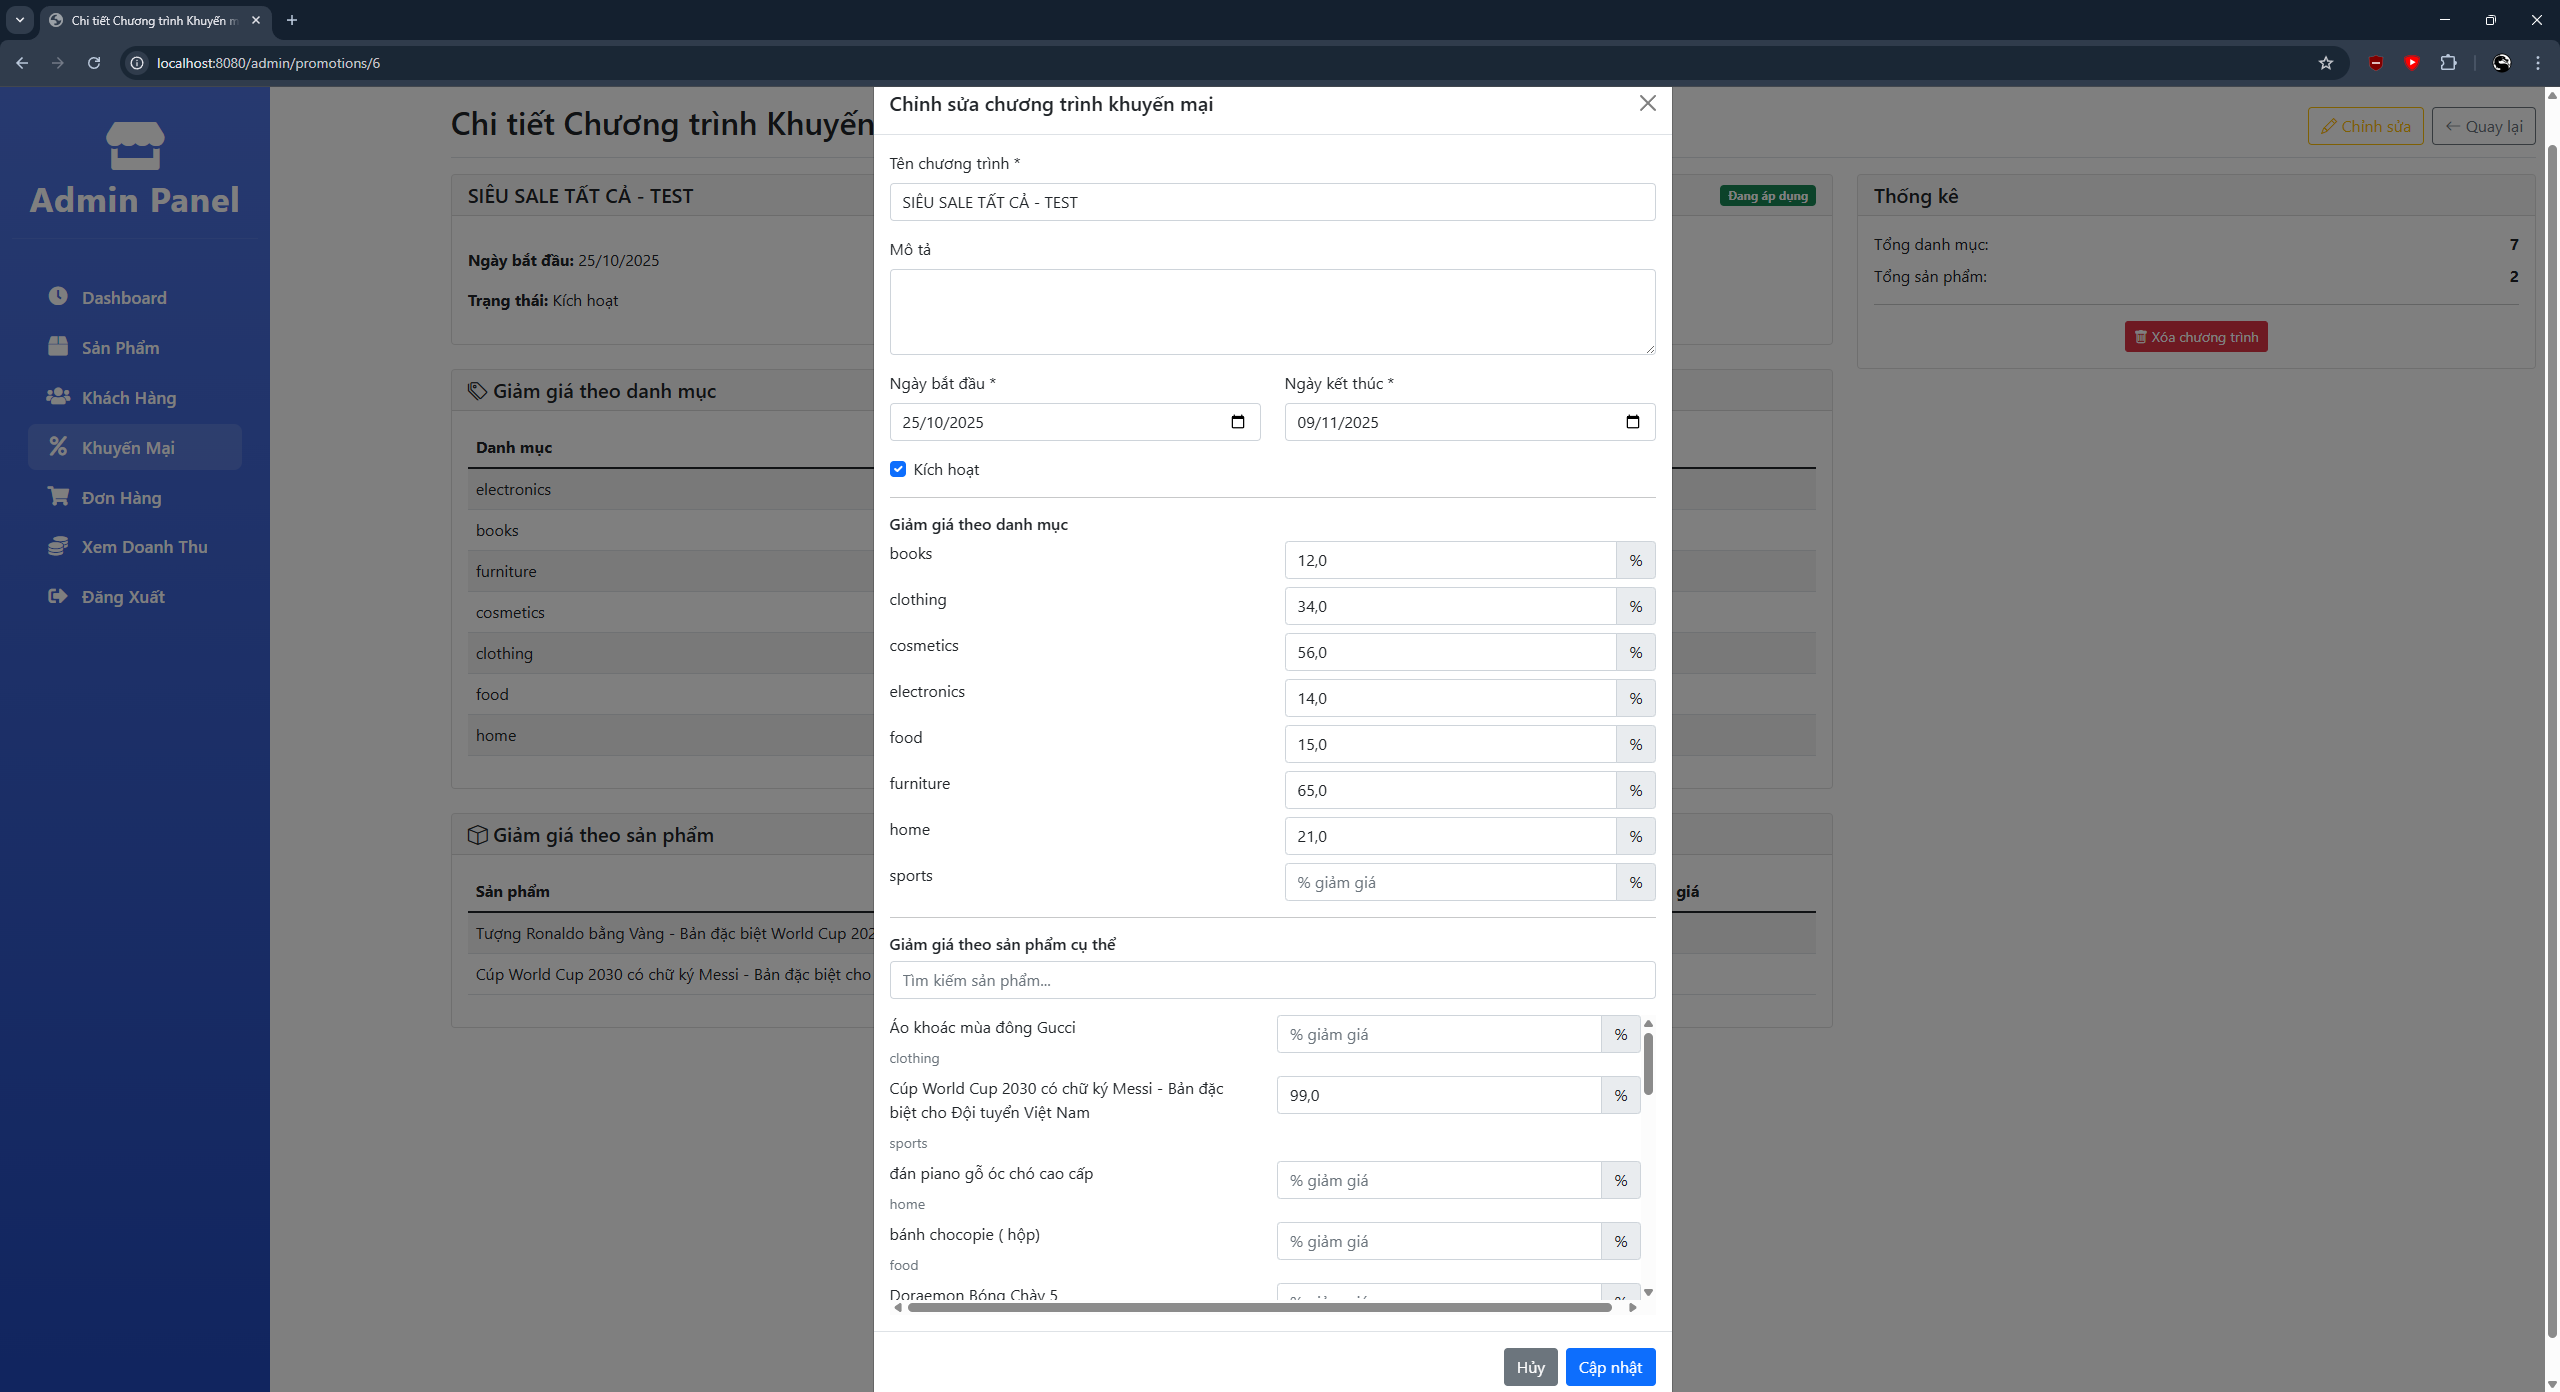 Chi tiết Chương trình Khuyến m
localhost:8080/admin/promotions/6
Admin Panel
Dashboard
Sản Phẩm
Khách Hàng
Khuyến Mại
Đơn Hàng
Xem Doanh Thu
Đăng Xuất
Chi tiết Chương trình Khuyến
Chỉnh sửa
Quay lại
SIÊU SALE TẤT CẢ - TEST
Đang áp dụng
Ngày bắt đầu: 25/10/2025
Trạng thái: Kích hoạt
Thống kê
Tổng danh mục: 7
Tổng sản phẩm: 2
Xóa chương trình
Giảm giá theo danh mục
Danh mục
electronics
books
furniture
cosmetics
clothing
food
home
Giảm giá theo sản phẩm
Sản phẩm
giá
Tượng Ronaldo bằng Vàng - Bản đặc biệt World Cup 202
Cúp World Cup 2030 có chữ ký Messi - Bản đặc biệt cho
Chỉnh sửa chương trình khuyến mại
Tên chương trình *
SIÊU SALE TẤT CẢ - TEST
Mô tả
Ngày bắt đầu *
Ngày kết thúc *
25/10/2025
09/11/2025
Kích hoạt
Giảm giá theo danh mục
books
12,0 %
clothing
34,0 %
cosmetics
56,0 %
electronics
14,0 %
food
15,0 %
furniture
65,0 %
home
21,0 %
sports
% giảm giá %
Giảm giá theo sản phẩm cụ thể
Tìm kiếm sản phẩm...
Áo khoác mùa đông Gucci
% giảm giá %
clothing
Cúp World Cup 2030 có chữ ký Messi - Bản đặc
biệt cho Đội tuyển Việt Nam
99,0 %
sports
đán piano gỗ óc chó cao cấp
% giảm giá %
home
bánh chocopie ( hộp)
% giảm giá %
food
Doraemon Bóng Chày 5
% giảm giá %
Hủy
Cập nhật